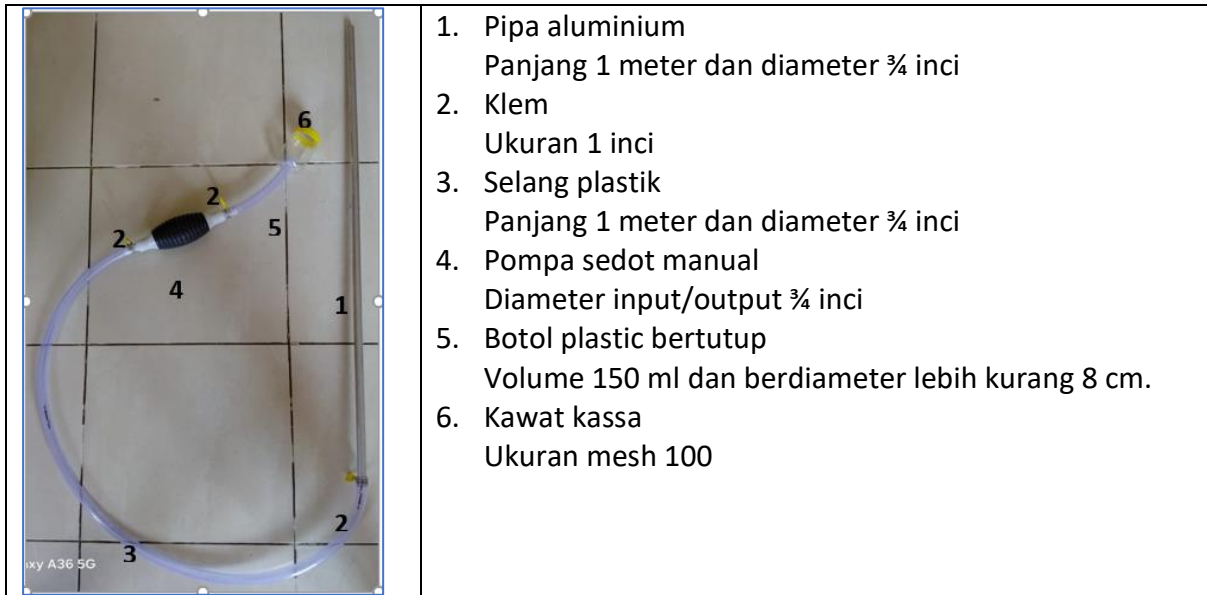 6
2
5
2
4
1
2
3
xy A36 5G
1. Pipa aluminium
Panjang 1 meter dan diameter ¾ inci
2. Klem
Ukuran 1 inci
3. Selang plastik
Panjang 1 meter dan diameter ¾ inci
4. Pompa sedot manual
Diameter input/output ¾ inci
5. Botol plastic bertutup
Volume 150 ml dan berdiameter lebih kurang 8 cm.
6. Kawat kassa
Ukuran mesh 100